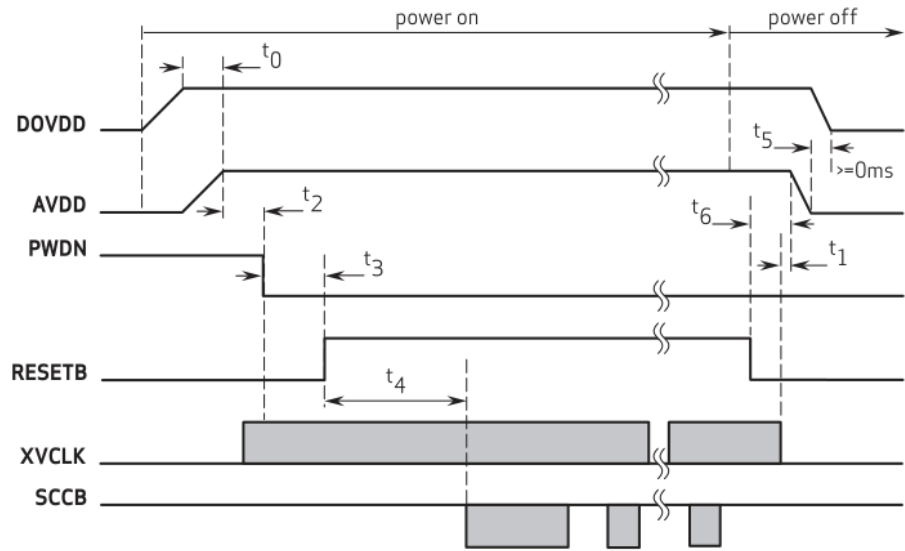 power on
power off
t0
DOVDD
t5
>=0ms
AVDD
t2
t6
t1
PWDN
t3
RESETB
t4
XVCLK
SCCB